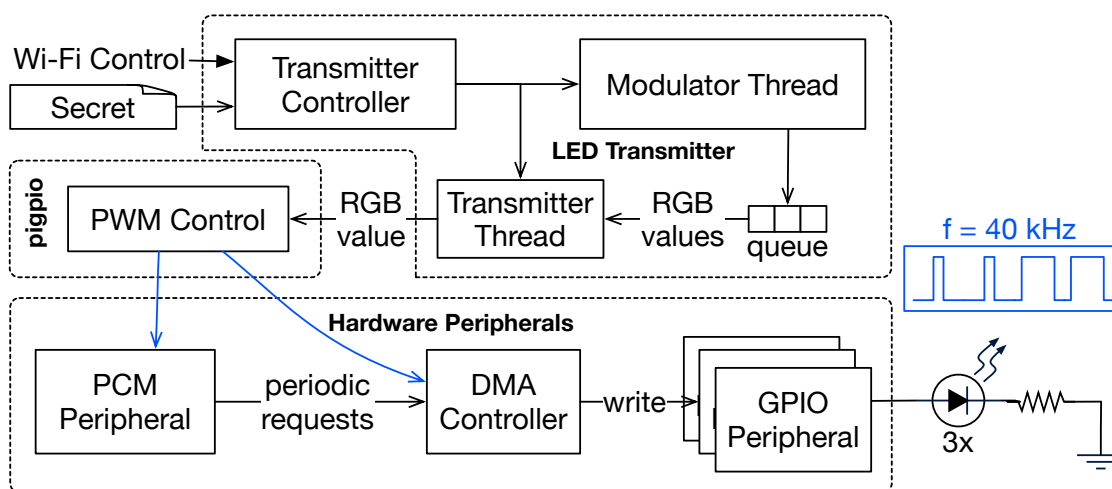 Wi-Fi Control
Secret
Transmitter
Controller
Modulator Thread
LED Transmitter
pigpio
PWM Control
RGB
value
Transmitter
Thread
RGB
values
queue
f = 40 kHz
Hardware Peripherals
PCM
Peripheral
periodic
requests
DMA
Controller
write
GPIO
Peripheral
3x